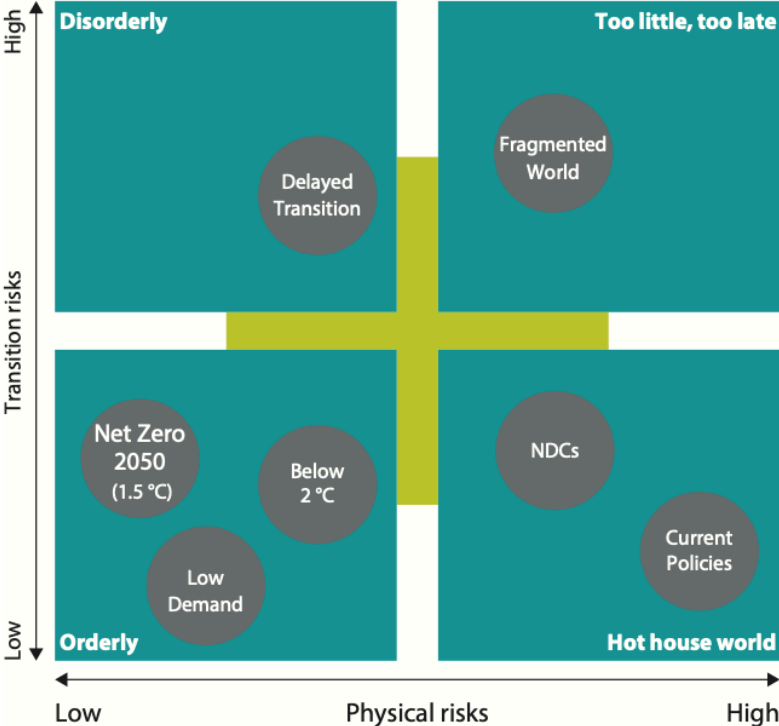 High
Transition risks
Low
Disorderly
Too little, too late
Delayed
Transition
Fragmented
World
Net Zero
2050
(1.5 °C)
Below
2 °C
Low
Demand
NDCs
Current
Policies
Orderly
Hot house world
Low
Physical risks
High